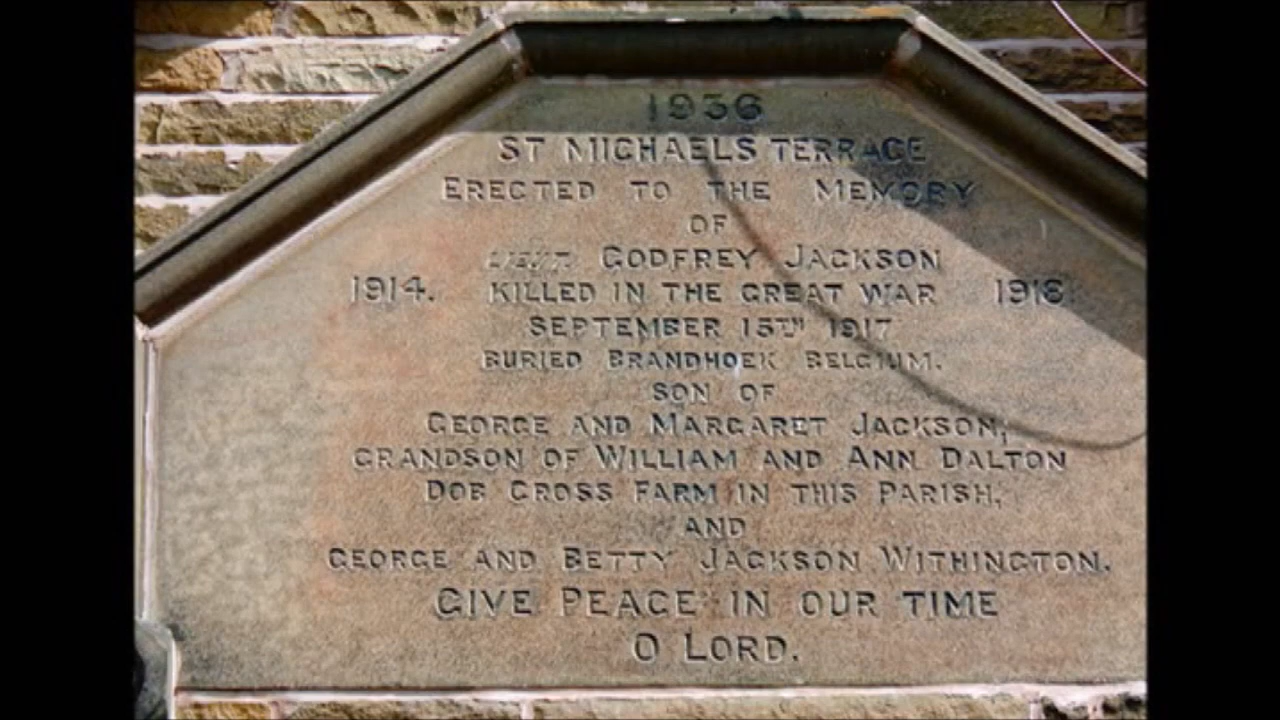 1936
ST MICHAELS TERRACE
ERECTED TO THE MEMORY
OF
LIEUT. GODFREY JACKSON
1914. KILLED IN THE GREAT WAR 1918
SEPTEMBER 15TH 1917
BURIED BRANDHOEK BELGIUM.
SON OF
GEORGE AND MARGARET JACKSON,
GRANDSON OF WILLIAM AND ANN DALTON
DOB CROSS FARM IN THIS PARISH,
AND
GEORGE AND BETTY JACKSON WITHINGTON.
GIVE PEACE IN OUR TIME
O LORD.